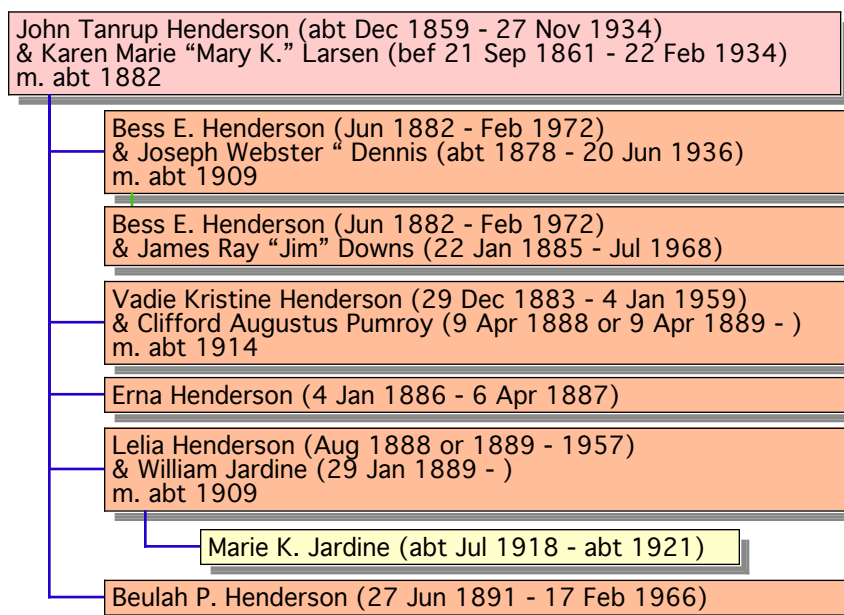 John Tanrup Henderson (abt Dec 1859 - 27 Nov 1934)
& Karen Marie “Mary K.” Larsen (bef 21 Sep 1861 - 22 Feb 1934)
m. abt 1882
Bess E. Henderson (Jun 1882 - Feb 1972)
& Joseph Webster “ Dennis (abt 1878 - 20 Jun 1936)
m. abt 1909
Bess E. Henderson (Jun 1882 - Feb 1972)
& James Ray “Jim” Downs (22 Jan 1885 - Jul 1968)
Vadie Kristine Henderson (29 Dec 1883 - 4 Jan 1959)
& Clifford Augustus Pumroy (9 Apr 1888 or 9 Apr 1889 - )
m. abt 1914
Erna Henderson (4 Jan 1886 - 6 Apr 1887)
Lelia Henderson (Aug 1888 or 1889 - 1957)
& William Jardine (29 Jan 1889 - )
m. abt 1909
Marie K. Jardine (abt Jul 1918 - abt 1921)
Beulah P. Henderson (27 Jun 1891 - 17 Feb 1966)